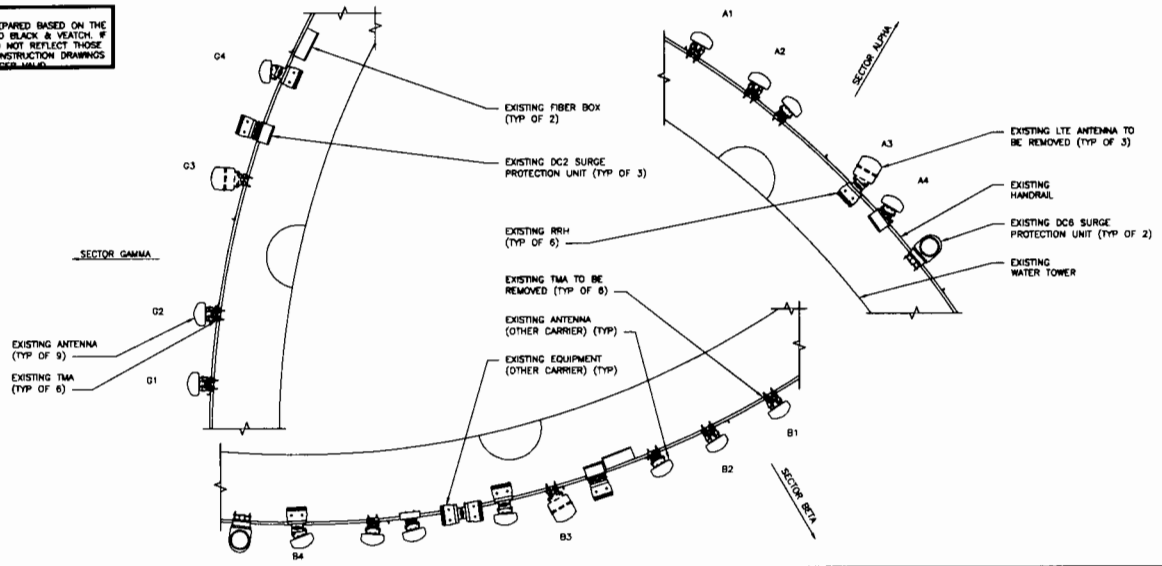 EPARED BASED ON THE
O BLACK & VEATCH. IF
NOT REFLECT THOSE
NSTRUCTION DRAWINGS
G4
G3
SECTOR GAMMA
G2
EXISTING ANTENNA
(TYP OF 9)
EXISTING TMA
(TYP OF 6)
G1
EXISTING FIBER BOX
(TYP OF 2)
EXISTING DC2 SURGE
PROTECTION UNIT (TYP OF 3)
EXISTING RRH
(TYP OF 6)
EXISTING TMA TO BE
REMOVED (TYP OF 6)
EXISTING ANTENNA
(OTHER CARRIER) (TYP)
EXISTING EQUIPMENT
(OTHER CARRIER) (TYP)
A1
A2
SECTOR ALPHA
A3
A4
EXISTING LTE ANTENNA TO
BE REMOVED (TYP OF 3)
EXISTING
HANDRAIL
EXISTING DC6 SURGE
PROTECTION UNIT (TYP OF 2)
EXISTING
WATER TOWER
B1
B2
SECTOR BETA
B3
B4